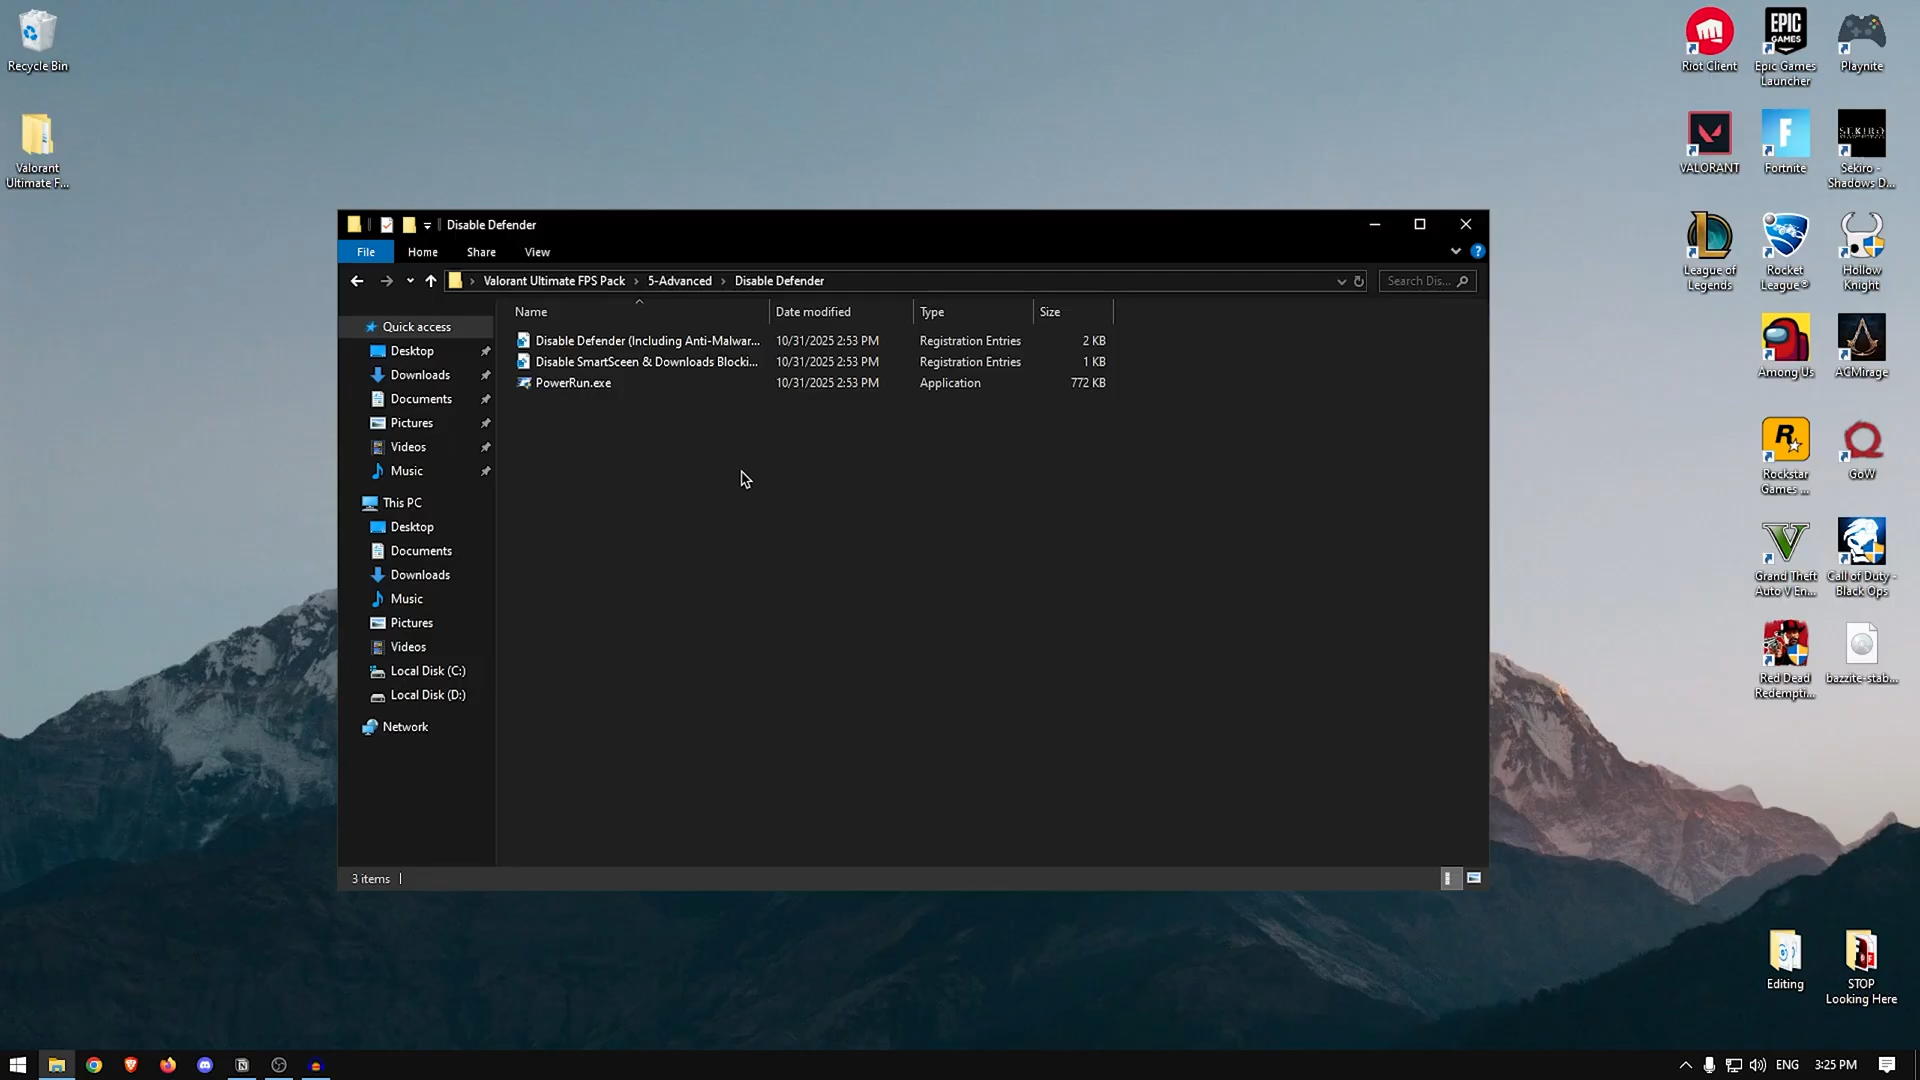 Recycle Bin
Valorant
Ultimate F...
Disable Defender
File
Home
Share
View
Valorant Ultimate FPS Pack
5-Advanced
Disable Defender
Search Dis...
Name
Date modified
Type
Size
Disable Defender (Including Anti-Malwar...
10/31/2025 2:53 PM
Registration Entries
2 KB
Disable SmartSceen & Downloads Blocki...
10/31/2025 2:53 PM
Registration Entries
1 KB
PowerRun.exe
10/31/2025 2:53 PM
Application
772 KB
Quick access
Desktop
Downloads
Documents
Pictures
Videos
Music
This PC
Desktop
Documents
Downloads
Music
Pictures
Videos
Local Disk (C:)
Local Disk (D:)
Network
3 items
EPIC
GAMES
Riot Client
Epic Games
Launcher
Playnite
SEKIRO
VALORANT
Fortnite
Sekiro -
Shadows D...
League of
Legends
Rocket
League®
Hollow
Knight
Among Us
ACMirage
Rockstar
Games ...
GoW
Grand Theft
Auto V En...
Call of Duty -
Black Ops
Red Dead
Redempti...
bazzite-stab...
Editing
STOP
Looking Here
ENG
3:25 PM